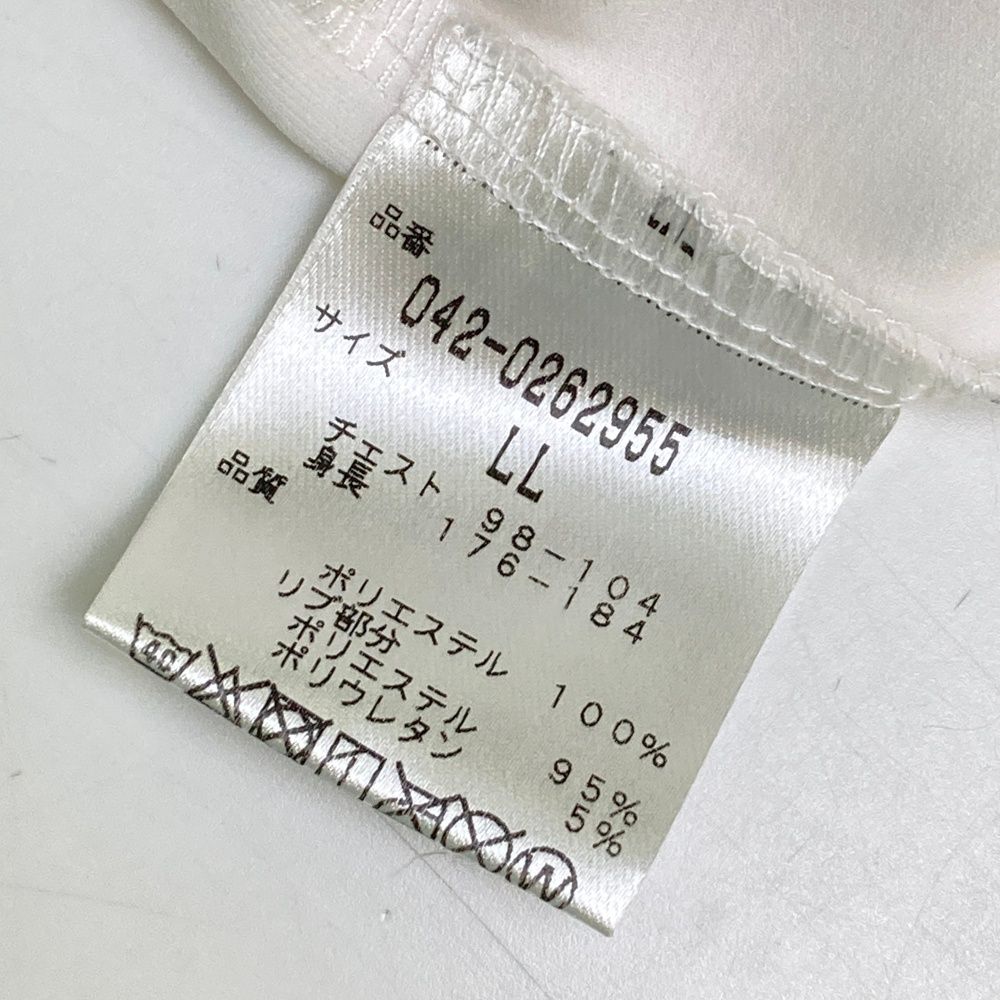 品番
042-0262955
サイズ
LL
チェスト 98-104
身長 176-184
品質
ポリエステル 100%
リブ部分
ポリエステル 95%
ポリウレタン 5%
40
W